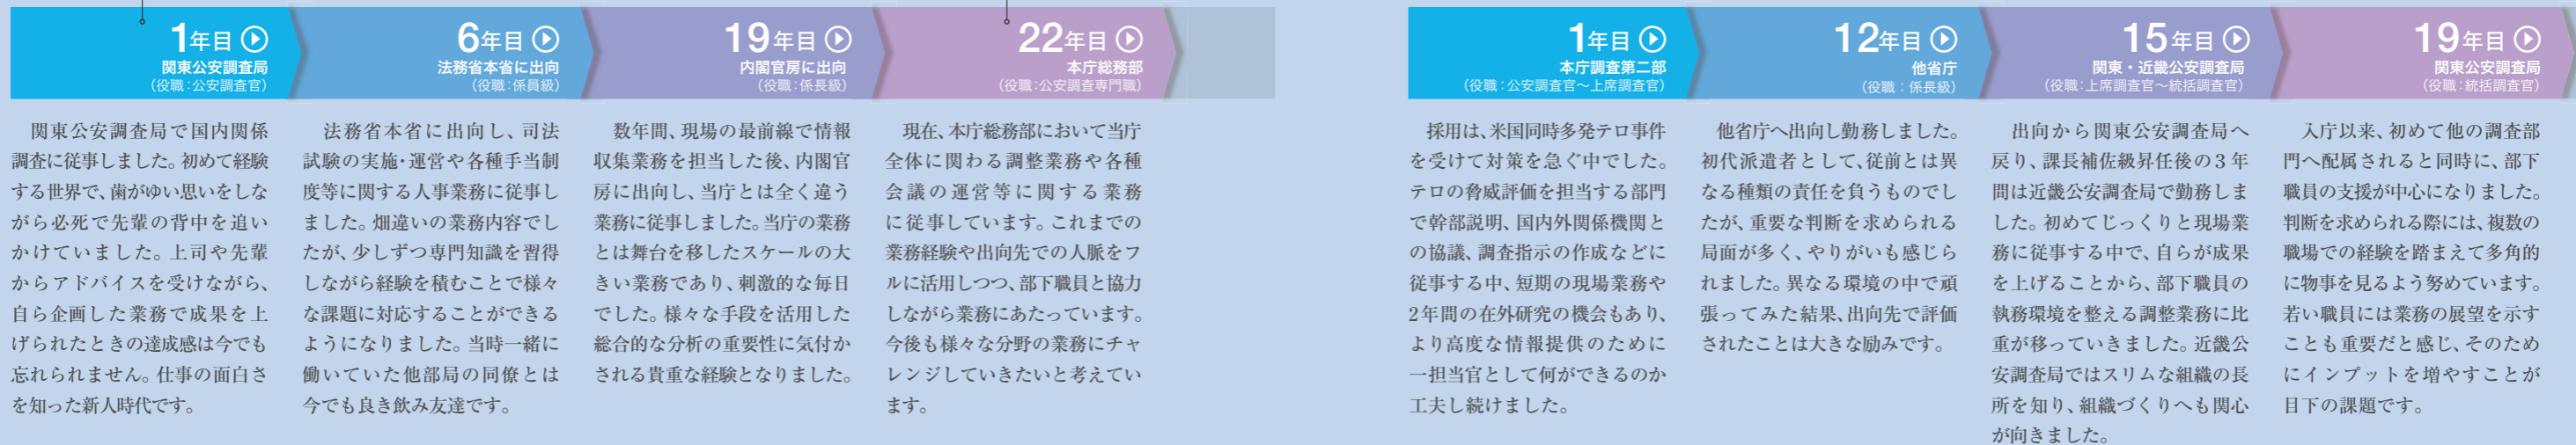 1年目
関東公安調査局
（役職：公安調査官）
関東公安調査局で国内関係
調査に従事しました。初めて経験
する世界で、歯がゆい思いをしな
がら必死で先輩の背中を追い
かけていました。上司や先輩
からアドバイスを受けながら、
自ら企画した業務で成果を上
げられたときの達成感は今でも
忘れられません。仕事の面白さ
を知った新人時代です。
6年目
法務省本省に出向
（役職：係員級）
法務省本省に出向し、司法
試験の実施・運営や各種手当制
度等に関する人事業務に従事し
ました。畑違いの業務内容でし
たが、少しずつ専門知識を習得
しながら経験を積むことで様々
な課題に対応することができる
ようになりました。当時一緒に
働いていた他部局の同僚とは
今でも良き飲み友達です。
19年目
内閣官房に出向
（役職：係長級）
数年間、現場の最前線で情報
収集業務を担当した後、内閣官
房に出向し、当庁とは全く違う
業務に従事しました。当庁の業務
とは舞台を移したスケールの大
きい業務であり、刺激的な毎日
でした。様々な手段を活用した
総合的な分析の重要性に気付か
される貴重な経験となりました。
22年目
本庁総務部
（役職：公安調査専門職）
現在、本庁総務部において当庁
全体に関わる調整業務や各種
会議の運営等に関する業務
に従事しています。これまでの
業務経験や出向先での人脈をフ
ルに活用しつつ、部下職員と協力
しながら業務にあたっています。
今後も様々な分野の業務にチャ
レンジしていきたいと考えてい
ます。
1年目
本庁調査第二部
（役職：公安調査官～上席調査官）
採用は、米国同時多発テロ事件
を受けて対策を急ぐ中でした。
テロの脅威評価を担当する部門
で幹部説明、国内外関係機関と
の協議、調査指示の作成などに
従事する中、短期の現場業務や
2年間の在外研究の機会もあり、
より高度な情報提供のために
一担当官として何ができるのか
工夫し続けました。
12年目
他省庁
（役職：係長級）
他省庁へ出向し勤務しました。
初代派遣者として、従前とは異
なる種類の責任を負うものでし
たが、重要な判断を求められる
局面が多く、やりがいも感じら
れました。異なる環境の中で頑
張ってみた結果、出向先で評価
されたことは大きな励みです。
15年目
関東・近畿公安調査局
（役職：上席調査官～統括調査官）
出向から関東公安調査局へ
戻り、課長補佐級昇任後の３年
間は近畿公安調査局で勤務しま
した。初めてじっくりと現場業
務に従事する中で、自らが成果
を上げることから、部下職員の
執務環境を整える調整業務に比
重が移っていきました。近畿公
安調査局ではスリムな組織の長
所を知り、組織づくりへも関心
が向きました。
19年目
関東公安調査局
（役職：統括調査官）
入庁以来、初めて他の調査部
門へ配属されると同時に、部下
職員の支援が中心になりました。
判断を求められる際には、複数の
職場での経験を踏まえて多角的
に物事を見るよう努めています。
若い職員には業務の展望を示す
ことも重要だと感じ、そのため
にインプットを増やすことが
目下の課題です。